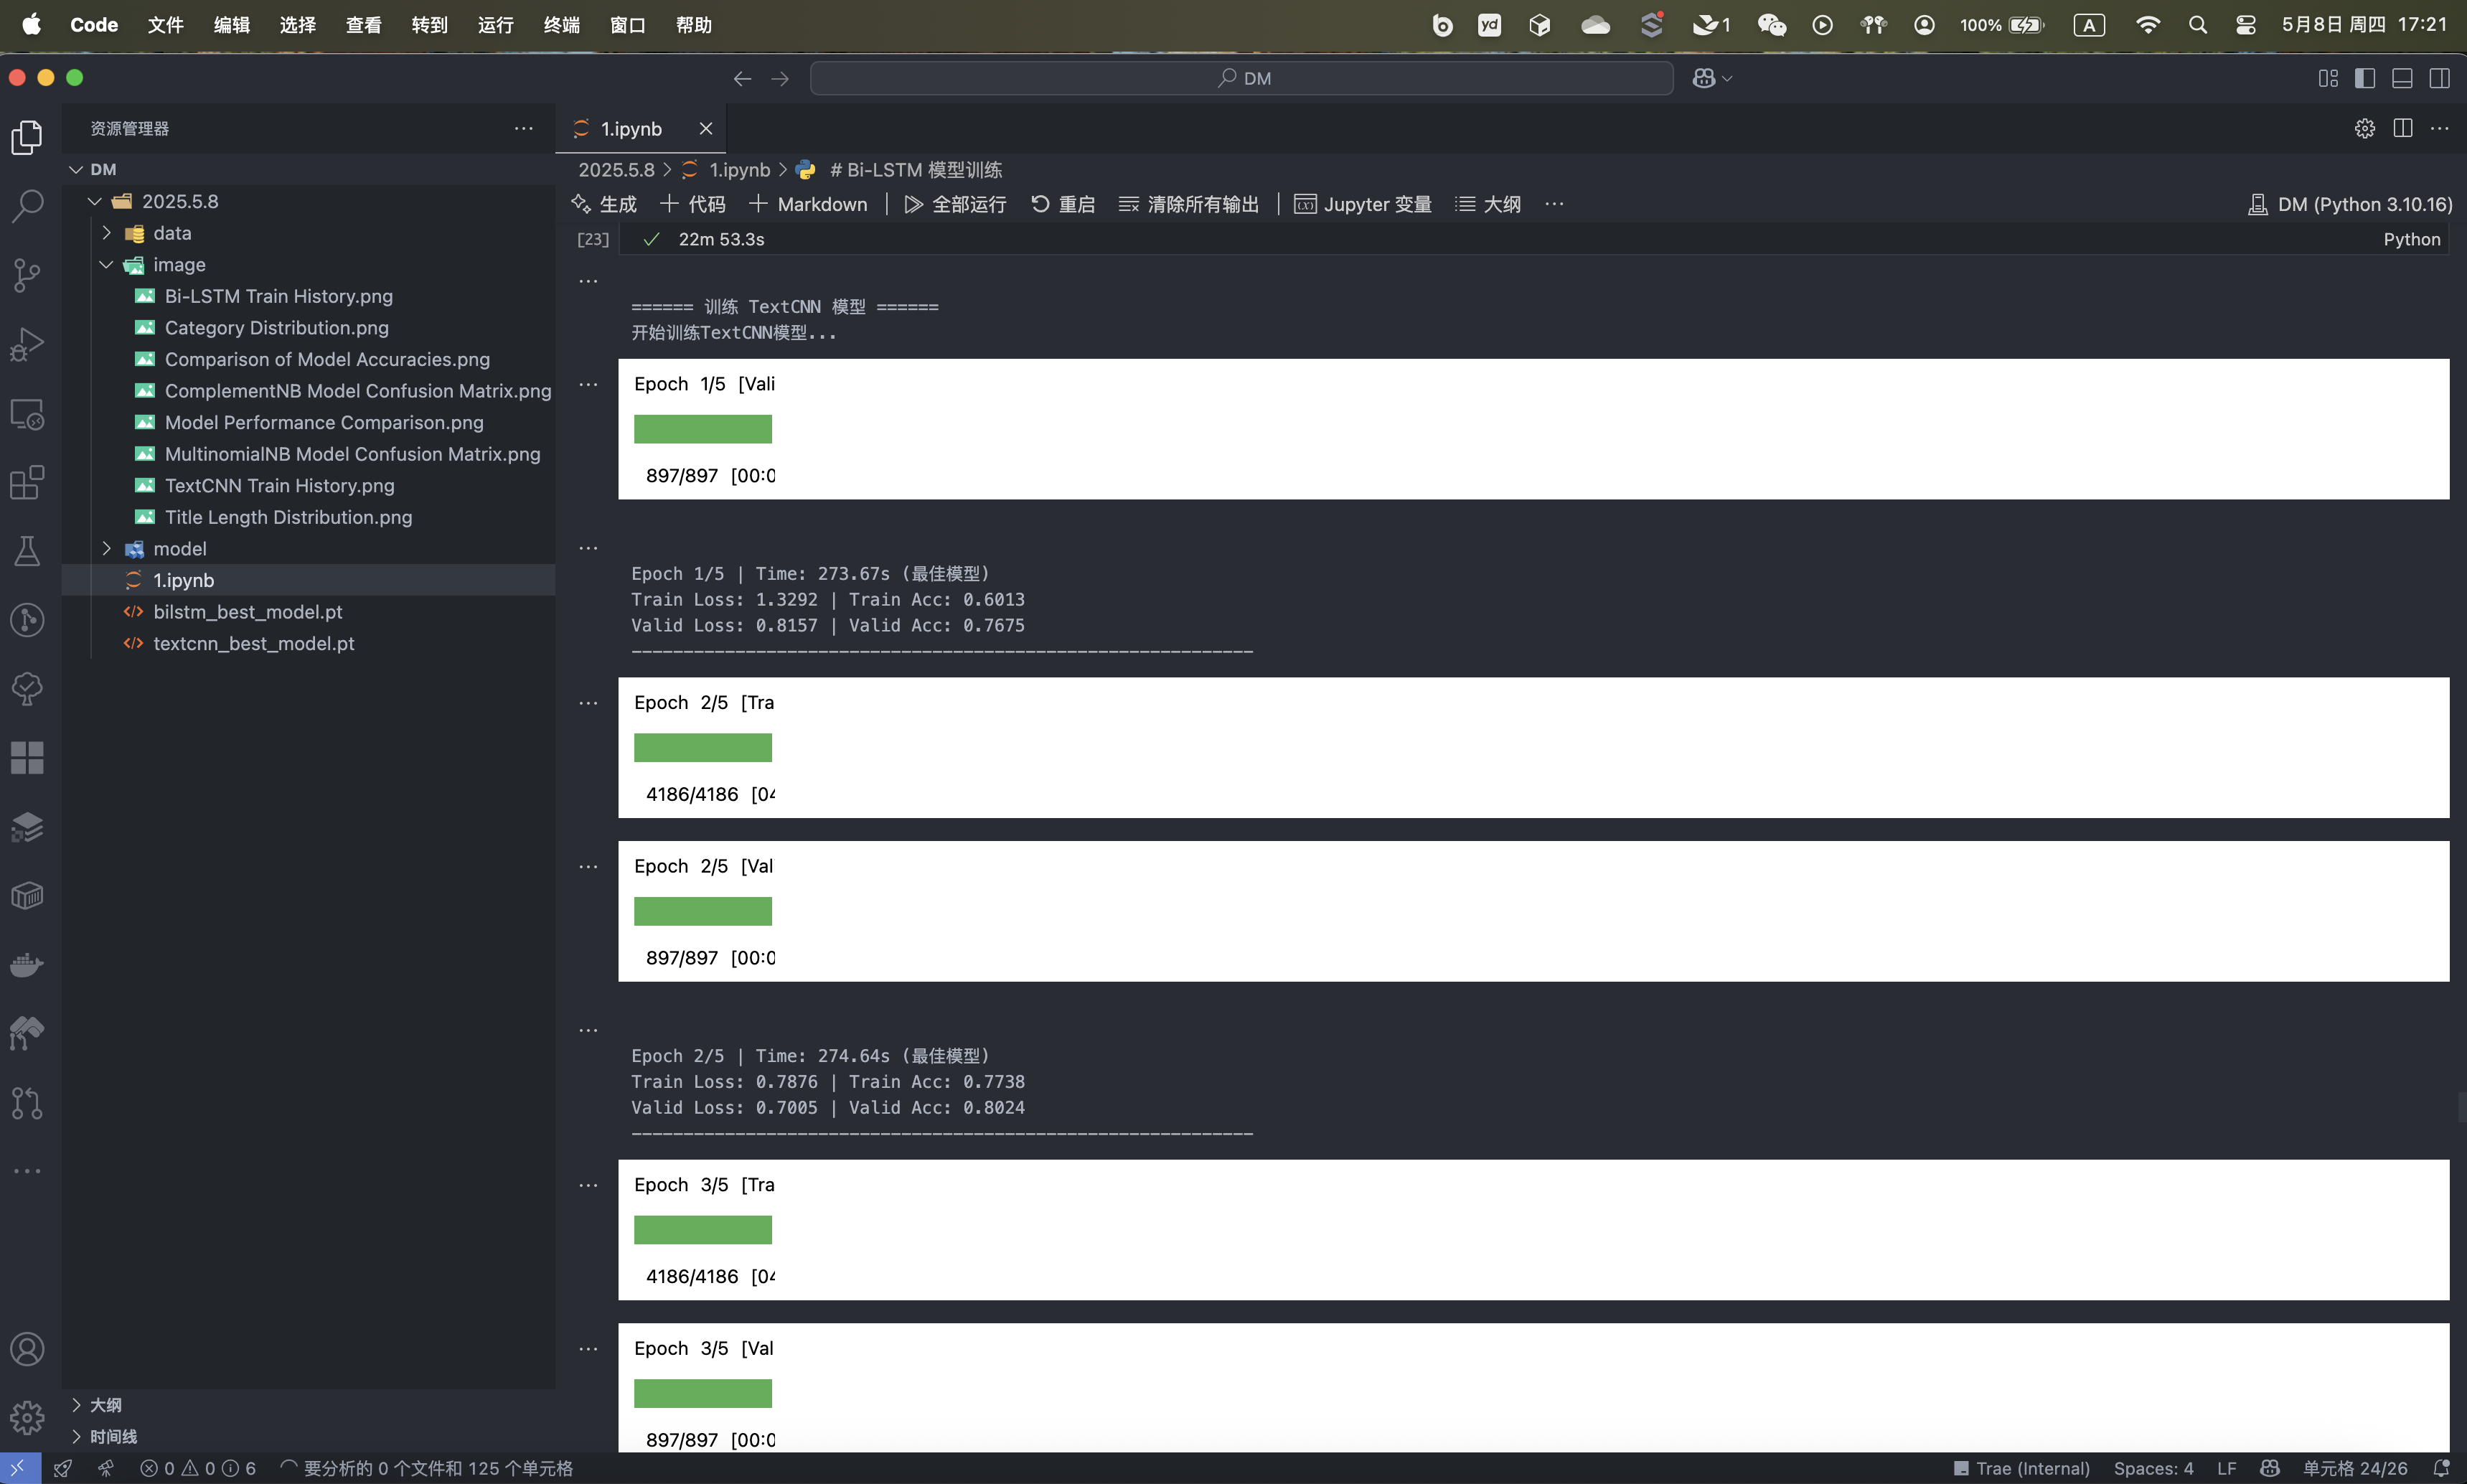 Code 文件 编辑 选择 查看 转到 运行 终端 窗口 帮助
yd 1 100% A 5月8日 周四 17:21
DM
资源管理器
1.ipynb
DM
2025.5.8
data
image
Bi-LSTM Train History.png
Category Distribution.png
Comparison of Model Accuracies.png
ComplementNB Model Confusion Matrix.png
Model Performance Comparison.png
MultinomialNB Model Confusion Matrix.png
TextCNN Train History.png
Title Length Distribution.png
model
1.ipynb
bilstm_best_model.pt
textcnn_best_model.pt
大纲
时间线
2025.5.8 > 1.ipynb > # Bi-LSTM 模型训练
生成 + 代码 + Markdown 全部运行 重启 清除所有输出 Jupyter 变量 大纲 ... DM (Python 3.10.16)
[23] ✓ 22m 53.3s Python
====== 训练 TextCNN 模型 ======
开始训练TextCNN模型...
Epoch 1/5 [Vali
897/897 [00:0
Epoch 1/5 | Time: 273.67s (最佳模型)
Train Loss: 1.3292 | Train Acc: 0.6013
Valid Loss: 0.8157 | Valid Acc: 0.7675
------------------------------------------------------------
Epoch 2/5 [Tra
4186/4186 [04
Epoch 2/5 [Val
897/897 [00:0
Epoch 2/5 | Time: 274.64s (最佳模型)
Train Loss: 0.7876 | Train Acc: 0.7738
Valid Loss: 0.7005 | Valid Acc: 0.8024
------------------------------------------------------------
Epoch 3/5 [Tra
4186/4186 [04
Epoch 3/5 [Val
897/897 [00:0
0 0 6 要分析的 0 个文件和 125 个单元格 Trae (Internal) Spaces: 4 LF 单元格 24/26